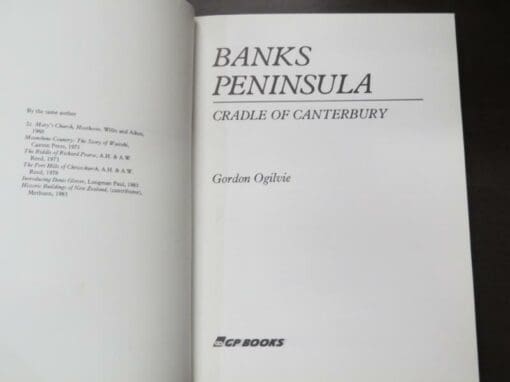 By the same author
St. Mary's Church, Heathcote, Willis and Aiken,
1960
Moonshine Country: The Story of Waitohi,
Caxton Press, 1971
The Riddle of Richard Pearse, A.H. & A.W.
Reed, 1973
The Port Hills of Christchurch, A.H. & A.W.
Reed, 1978
Introducing Denis Glover, Longman Paul, 1983
Historic Buildings of New Zealand, (contributor),
Methuen, 1983
BANKS
PENINSULA
CRADLE OF CANTERBURY
Gordon Ogilvie
GP BOOKS